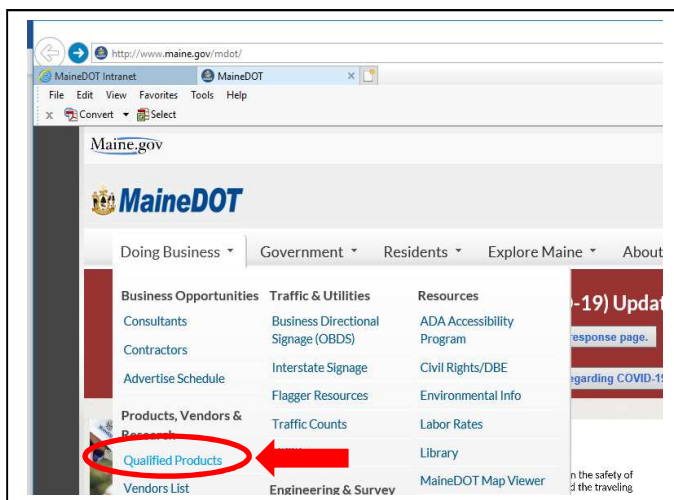 http://www.maine.gov/mdot/
MaineDOT Intranet MaineDOT x
File Edit View Favorites Tools Help
x Convert Select
Maine.gov
MaineDOT
Doing Business Government Residents Explore Maine About
Business Opportunities Traffic & Utilities Resources
Consultants Business Directional ADA Accessibility
Signage (OBDS) Program
Contractors
Advertise Schedule Interstate Signage Civil Rights/DBE
Flagger Resources Environmental Info
Products, Vendors &
Research Traffic Counts Labor Rates
Qualified Products Library
Vendors List Engineering & Survey MaineDOT Map Viewer
-19) Updat
esponse page.
egarding COVID-19
n the safety of
d the traveling